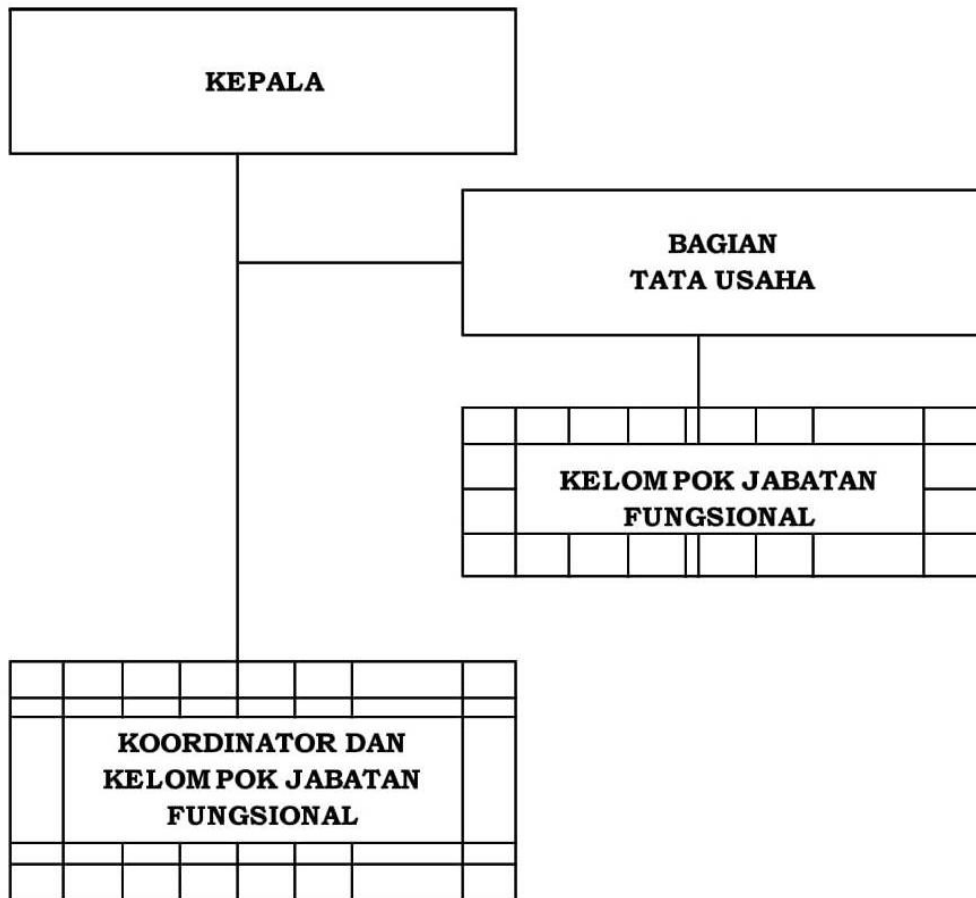 KEPALA
BAGIAN
TATA USAHA
KELOM POK JABATAN
FUNGSIONAL
KOORDINATOR DAN
KELOM POK JABATAN
FUNGSIONAL